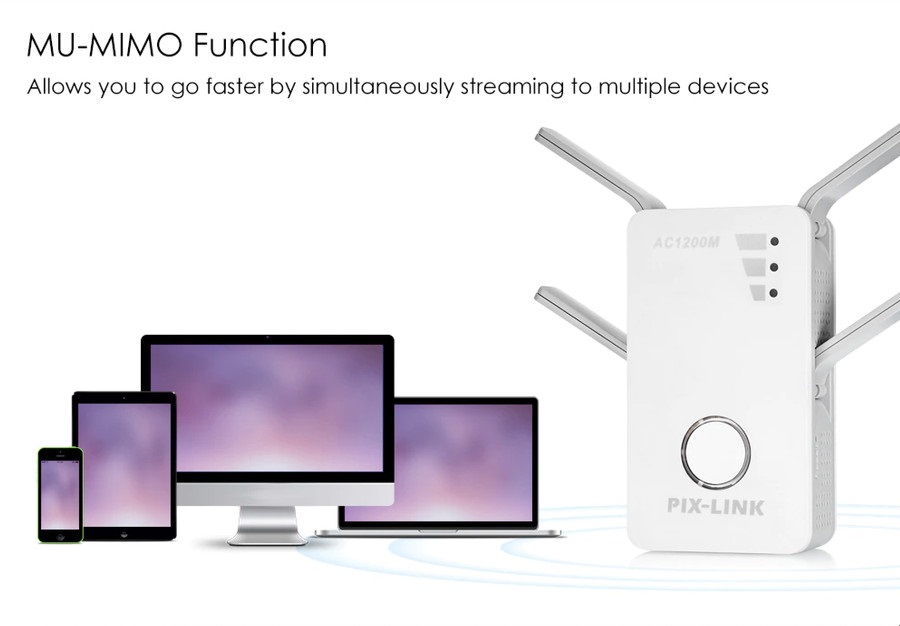 MU-MIMO Function
Allows you to go faster by simultaneously streaming to multiple devices
AC1200M
PIX-LINK